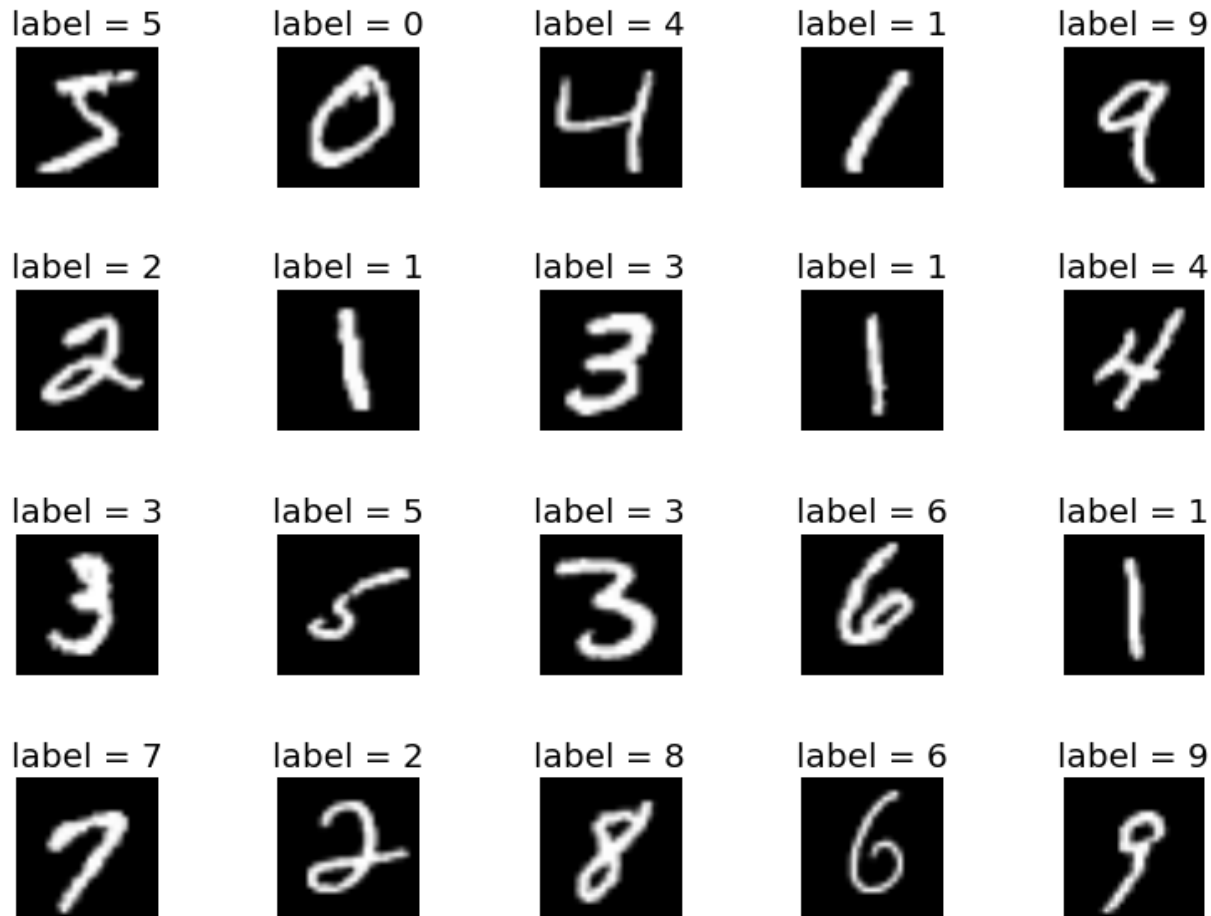 label = 5 label = 0 label = 4 label = 1 label = 9
5 0 4 1 9
label = 2 label = 1 label = 3 label = 1 label = 4
2 1 3 1 4
label = 3 label = 5 label = 3 label = 6 label = 1
3 5 3 6 1
label = 7 label = 2 label = 8 label = 6 label = 9
7 2 8 6 9